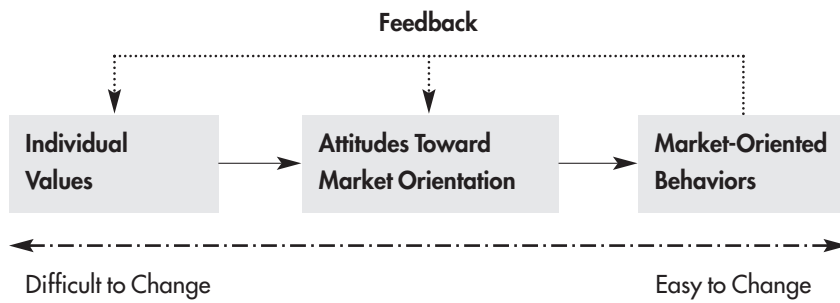 Feedback
Individual
Values
Attitudes Toward
Market Orientation
Market-Oriented
Behaviors
Difficult to Change
Easy to Change